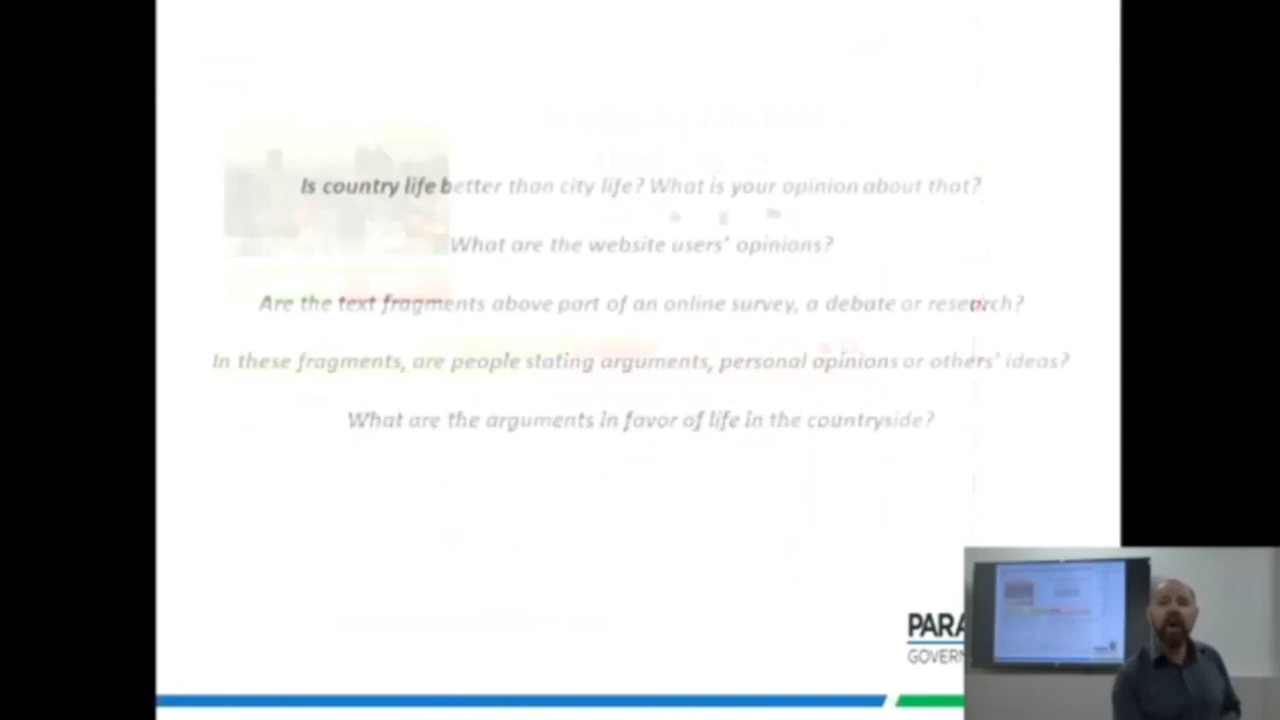 Is country life better than city life? What is your opinion about that?
What are the website users' opinions?
Are the text fragments above part of an online survey, a debate or research?
In these fragments, are people stating arguments, personal opinions or others' ideas?
What are the arguments in favor of life in the countryside?
PARA
GOVERN